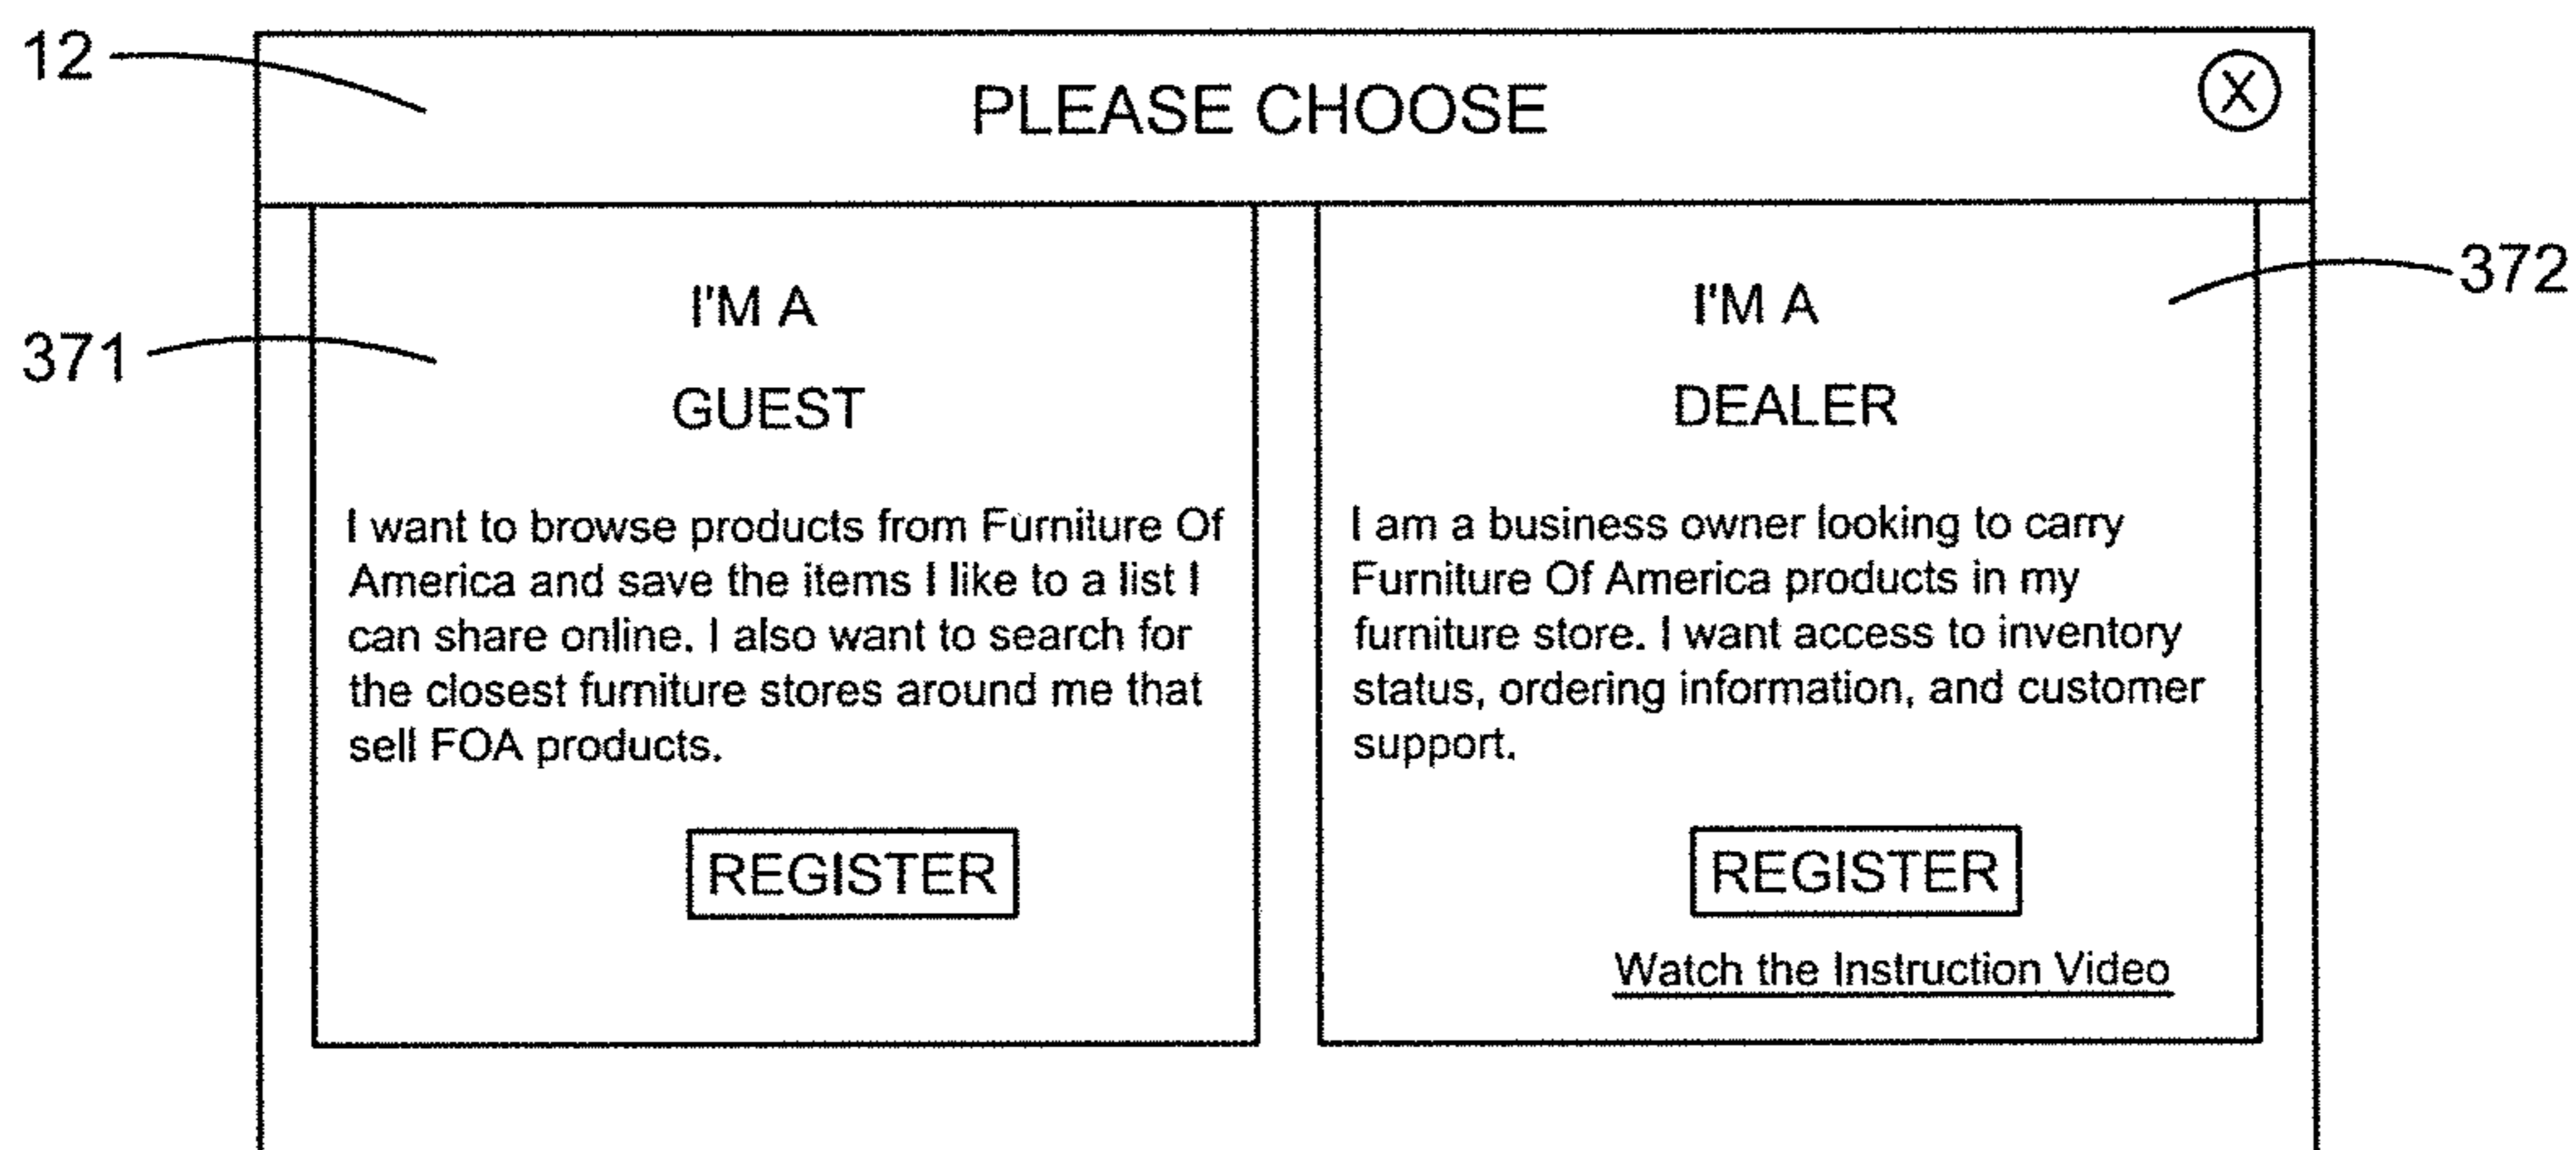 12
PLEASE CHOOSE
X
371
I'M A
GUEST
I want to browse products from Furniture Of
America and save the items I like to a list I
can share online. I also want to search for
the closest furniture stores around me that
sell FOA products.
REGISTER
372
I'M A
DEALER
I am a business owner looking to carry
Furniture Of America products in my
furniture store. I want access to inventory
status, ordering information, and customer
support.
REGISTER
Watch the Instruction Video